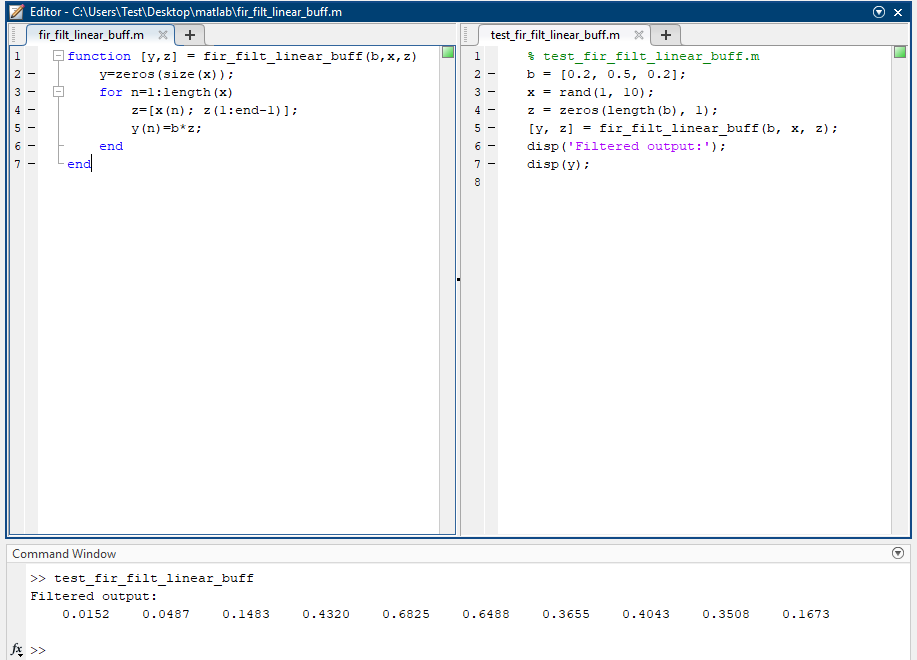 Editor - C:\Users\Test\Desktop\matlab\fir_filt_linear_buff.m
fir_filt_linear_buff.m × +
1 function [y,z] = fir_filt_linear_buff(b,x,z)
2 – y=zeros(size(x));
3 – for n=1:length(x)
4 – z=[x(n); z(1:end-1)];
5 – y(n)=b*z;
6 – end
7 – end
test_fir_filt_linear_buff.m × +
1 % test_fir_filt_linear_buff.m
2 – b = [0.2, 0.5, 0.2];
3 – x = rand(1, 10);
4 – z = zeros(length(b), 1);
5 – [y, z] = fir_filt_linear_buff(b, x, z);
6 – disp('Filtered output:');
7 – disp(y);
8
Command Window
>> test_fir_filt_linear_buff
Filtered output:
0.0152 0.0487 0.1483 0.4320 0.6825 0.6488 0.3655 0.4043 0.3508 0.1673
fx >>